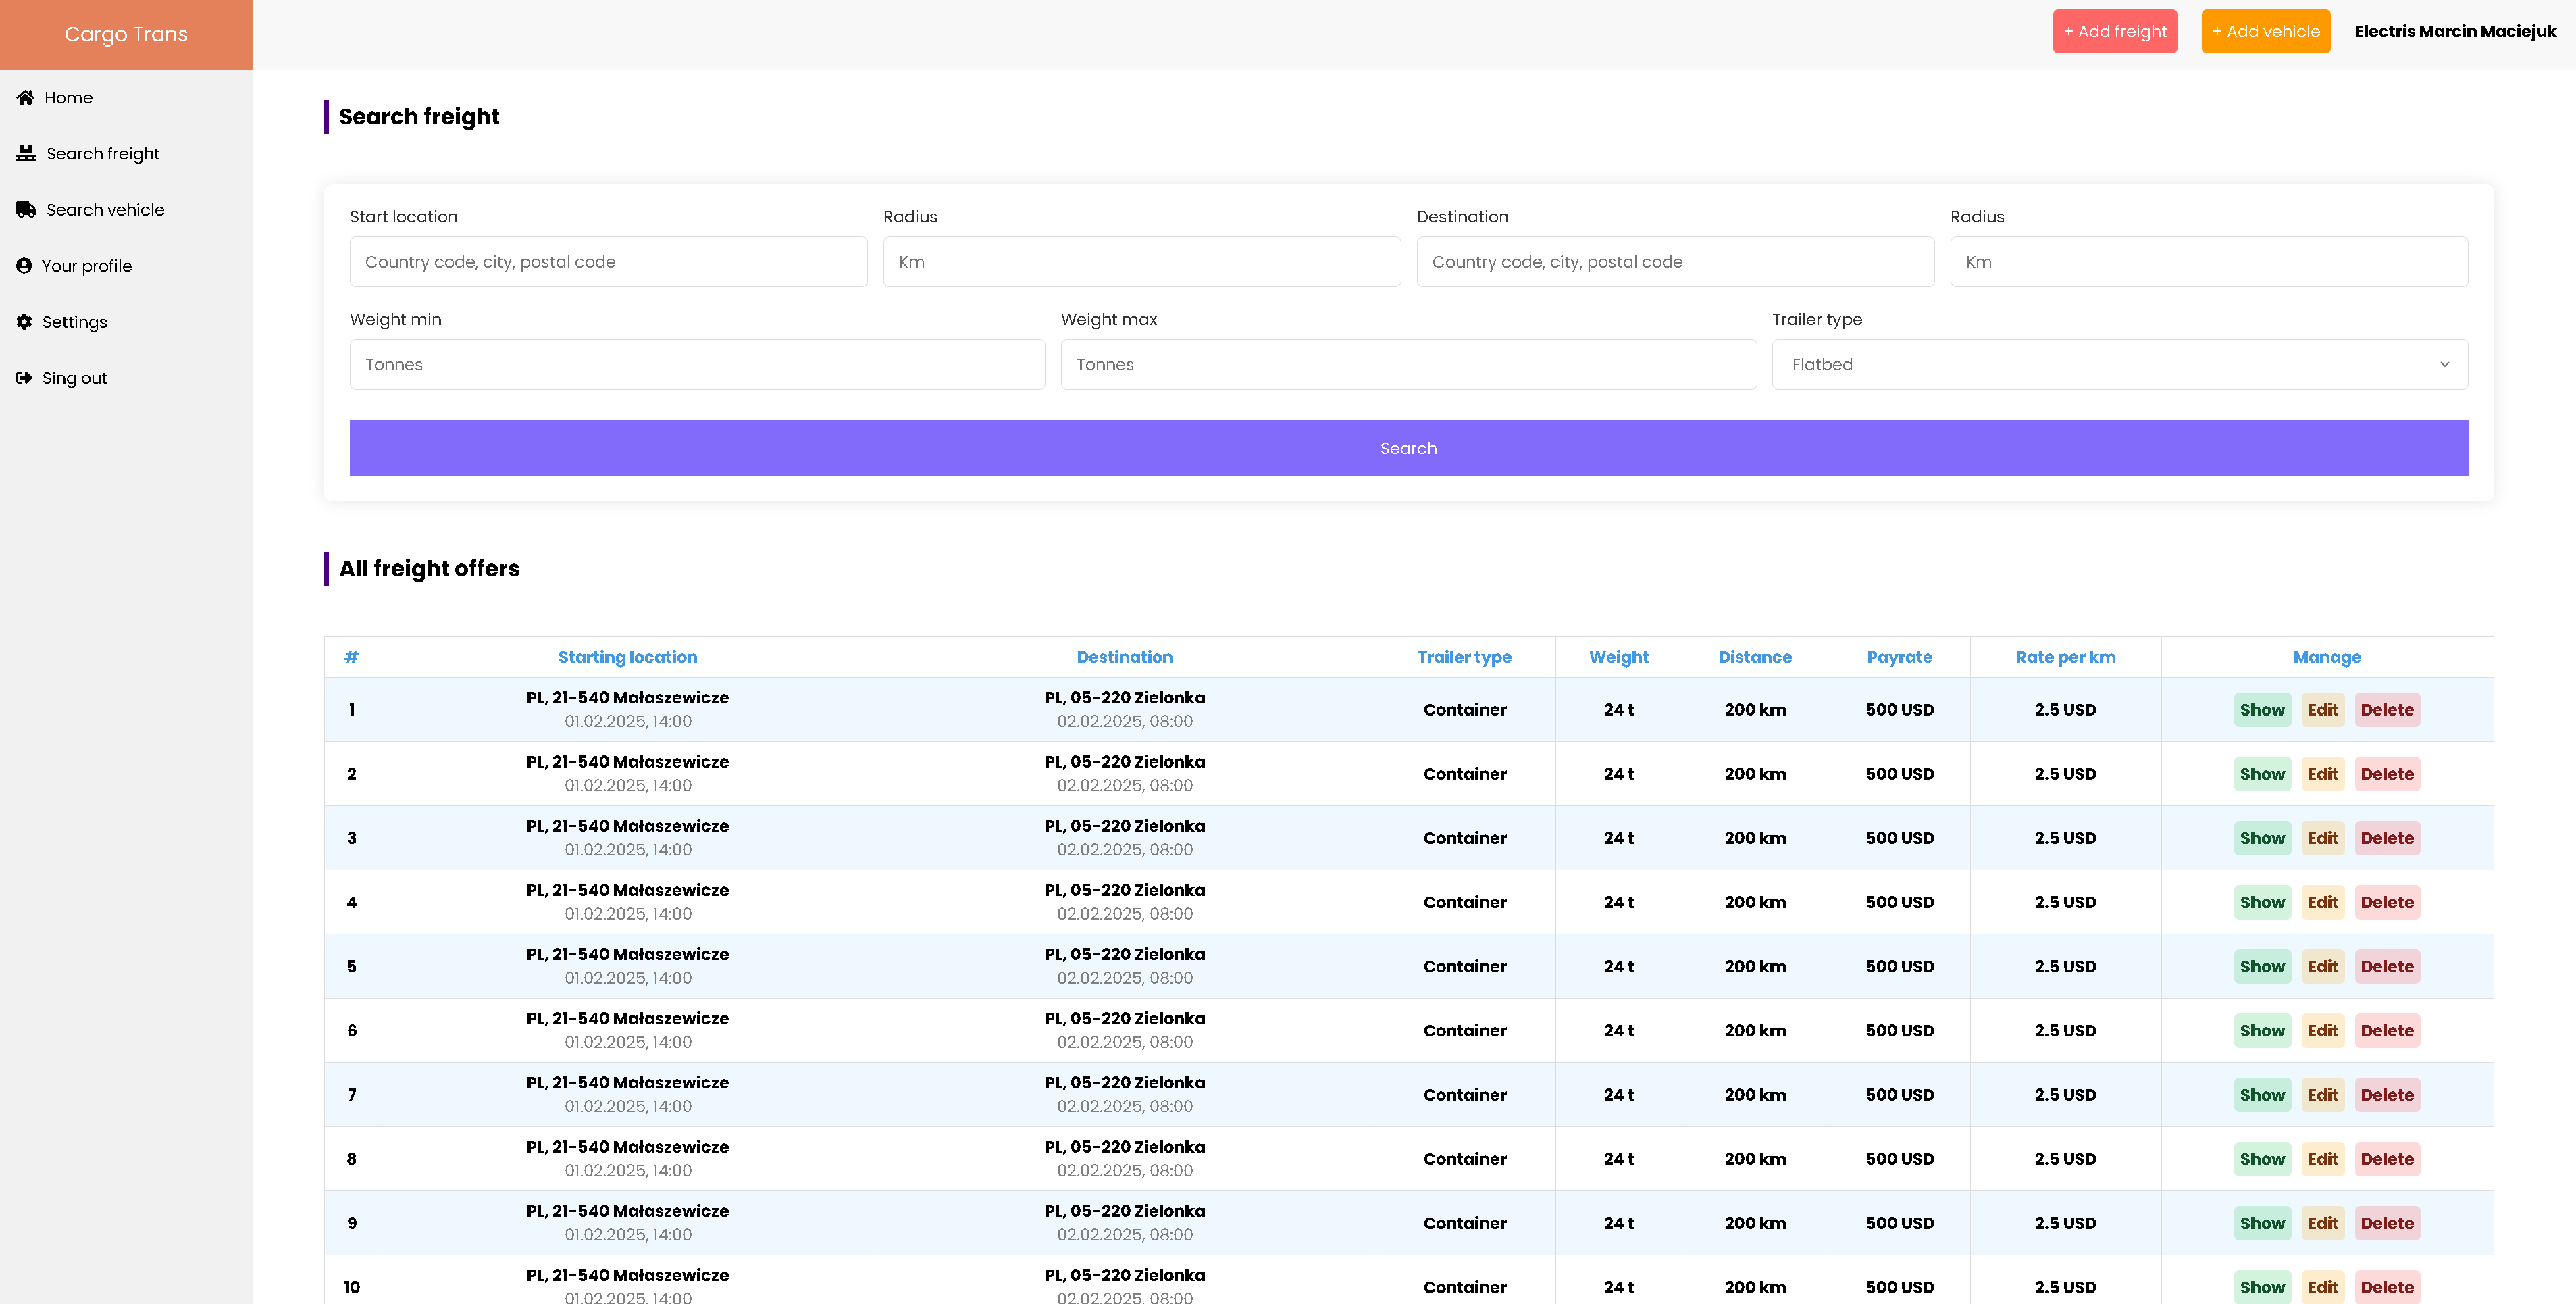 Cargo Trans
+ Add freight + Add vehicle Electris Marcin Maciejuk
Home
Search freight
Search vehicle
Your profile
Settings
Sing out
Search freight
Start location Radius Destination Radius
Country code, city, postal code Km Country code, city, postal code Km
Weight min Weight max Trailer type
Tonnes Tonnes Flatbed
Search
All freight offers
# Starting location Destination Trailer type Weight Distance Payrate Rate per km Manage
1 PL, 21-540 Małaszewicze PL, 05-220 Zielonka Container 24 t 200 km 500 USD 2.5 USD Show Edit Delete
01.02.2025, 14:00 02.02.2025, 08:00
2 PL, 21-540 Małaszewicze PL, 05-220 Zielonka Container 24 t 200 km 500 USD 2.5 USD Show Edit Delete
01.02.2025, 14:00 02.02.2025, 08:00
3 PL, 21-540 Małaszewicze PL, 05-220 Zielonka Container 24 t 200 km 500 USD 2.5 USD Show Edit Delete
01.02.2025, 14:00 02.02.2025, 08:00
4 PL, 21-540 Małaszewicze PL, 05-220 Zielonka Container 24 t 200 km 500 USD 2.5 USD Show Edit Delete
01.02.2025, 14:00 02.02.2025, 08:00
5 PL, 21-540 Małaszewicze PL, 05-220 Zielonka Container 24 t 200 km 500 USD 2.5 USD Show Edit Delete
01.02.2025, 14:00 02.02.2025, 08:00
6 PL, 21-540 Małaszewicze PL, 05-220 Zielonka Container 24 t 200 km 500 USD 2.5 USD Show Edit Delete
01.02.2025, 14:00 02.02.2025, 08:00
7 PL, 21-540 Małaszewicze PL, 05-220 Zielonka Container 24 t 200 km 500 USD 2.5 USD Show Edit Delete
01.02.2025, 14:00 02.02.2025, 08:00
8 PL, 21-540 Małaszewicze PL, 05-220 Zielonka Container 24 t 200 km 500 USD 2.5 USD Show Edit Delete
01.02.2025, 14:00 02.02.2025, 08:00
9 PL, 21-540 Małaszewicze PL, 05-220 Zielonka Container 24 t 200 km 500 USD 2.5 USD Show Edit Delete
01.02.2025, 14:00 02.02.2025, 08:00
10 PL, 21-540 Małaszewicze PL, 05-220 Zielonka Container 24 t 200 km 500 USD 2.5 USD Show Edit Delete
01.02.2025, 14:00 02.02.2025, 08:00